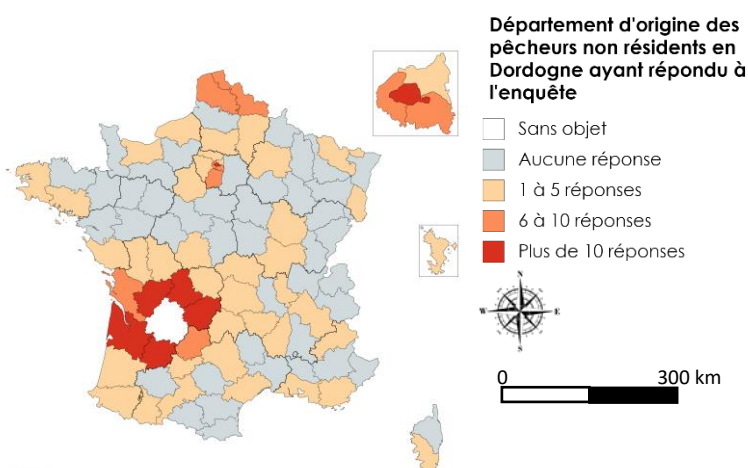 Département d'origine des
pêcheurs non résidents en
Dordogne ayant répondu à
l'enquête
Sans objet
Aucune réponse
1 à 5 réponses
6 à 10 réponses
Plus de 10 réponses
N
W E
S
0 300 km